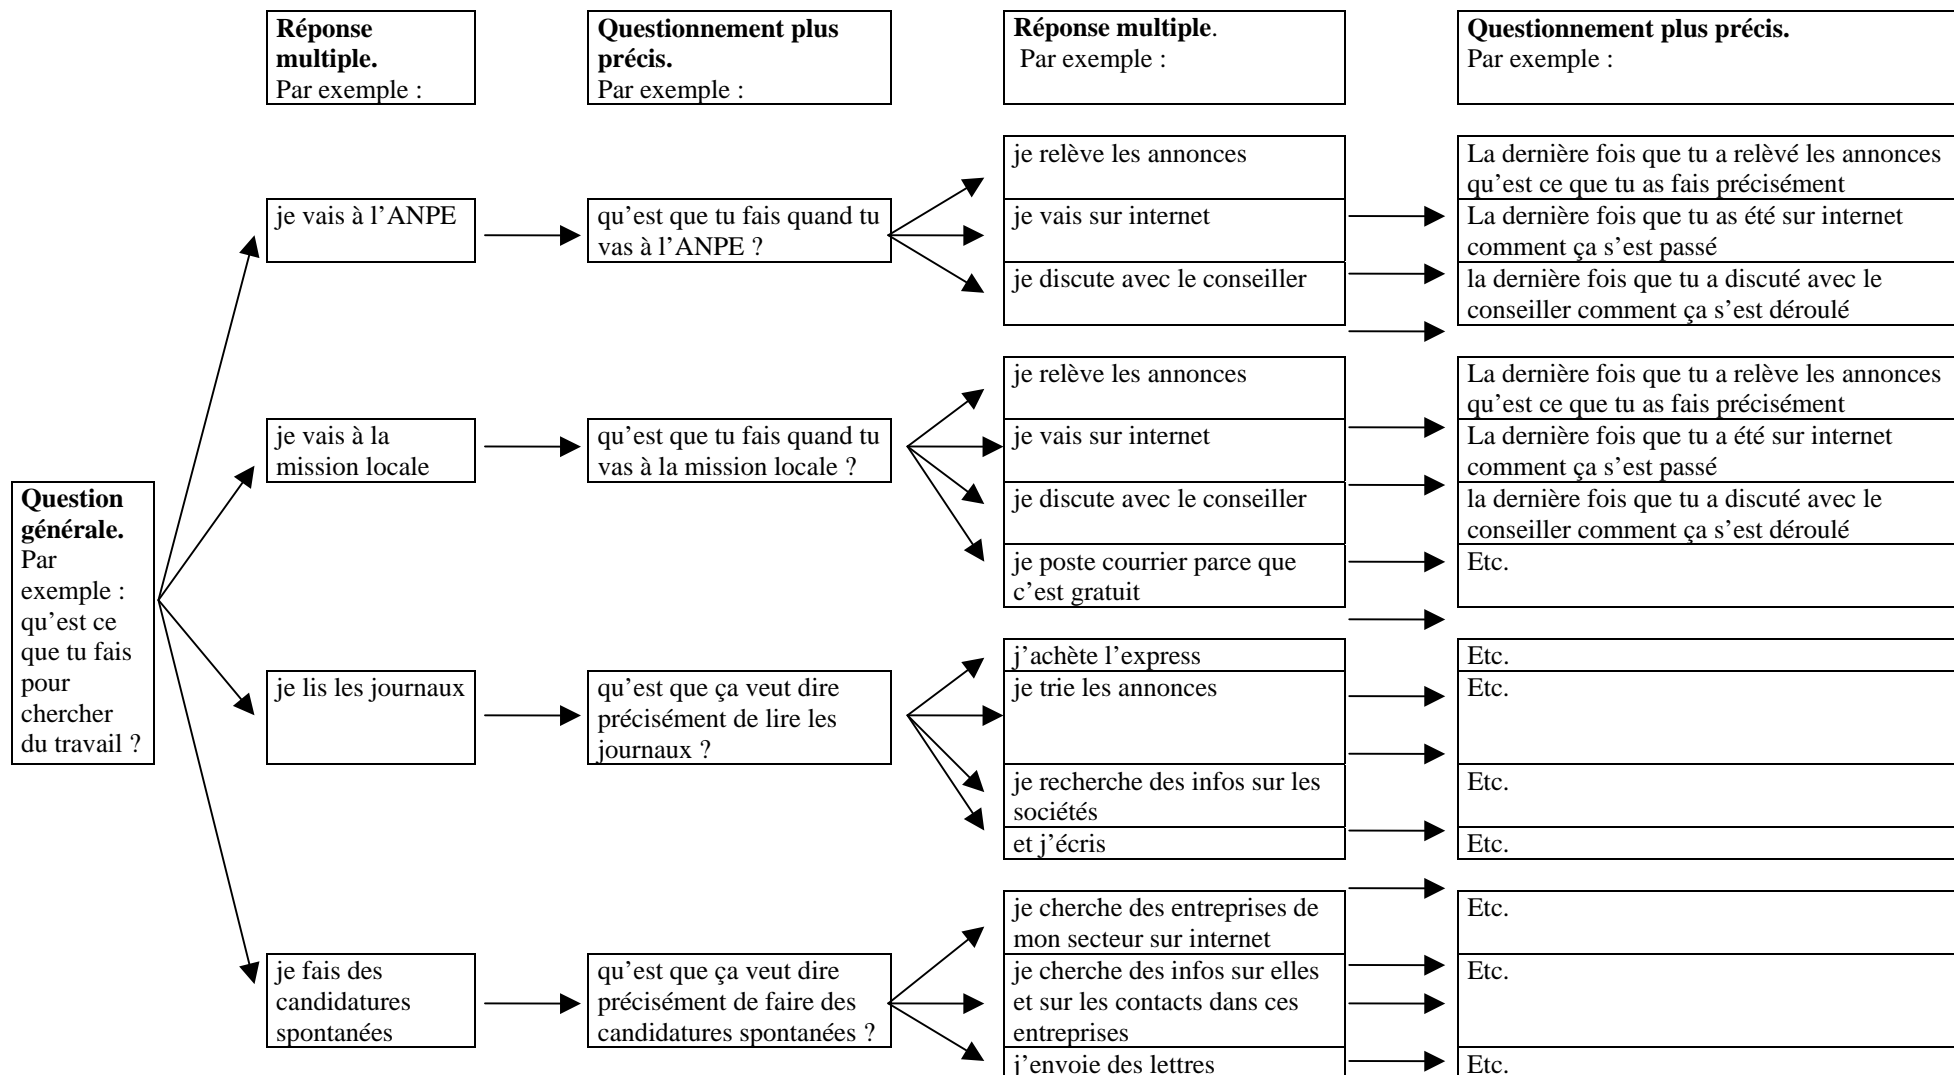 Réponse
multiple.
Par exemple :
Questionnement plus
précis.
Par exemple :
Réponse multiple.
Par exemple :
Questionnement plus précis.
Par exemple :
Question
générale.
Par
exemple :
qu’est ce
que tu fais
pour
chercher
du travail ?
je vais à l’ANPE
qu’est que tu fais quand tu
vas à l’ANPE ?
je relève les annonces
La dernière fois que tu a relèvé les annonces
qu’est ce que tu as fais précisément
je vais sur internet
La dernière fois que tu as été sur internet
comment ça s’est passé
je discute avec le conseiller
la dernière fois que tu a discuté avec le
conseiller comment ça s’est déroulé
je vais à la
mission locale
qu’est que tu fais quand tu
vas à la mission locale ?
je relève les annonces
La dernière fois que tu a relève les annonces
qu’est ce que tu as fais précisément
je vais sur internet
La dernière fois que tu a été sur internet
comment ça s’est passé
je discute avec le conseiller
la dernière fois que tu a discuté avec le
conseiller comment ça s’est déroulé
je poste courrier parce que
c’est gratuit
Etc.
je lis les journaux
qu’est que ça veut dire
précisément de lire les
journaux ?
j’achète l’express
Etc.
je trie les annonces
Etc.
je recherche des infos sur les
sociétés
Etc.
et j’écris
Etc.
je fais des
candidatures
spontanées
qu’est que ça veut dire
précisément de faire des
candidatures spontanées ?
je cherche des entreprises de
mon secteur sur internet
Etc.
je cherche des infos sur elles
et sur les contacts dans ces
entreprises
Etc.
j’envoie des lettres
Etc.